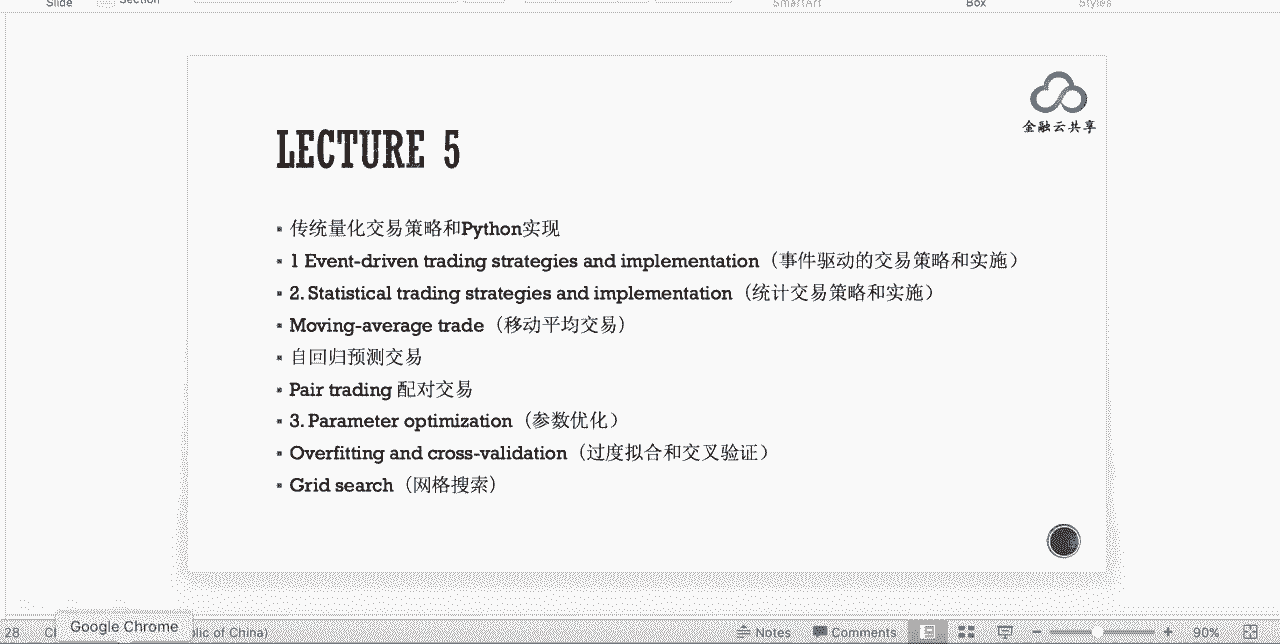 Slide
Section
SmartArt
Box
Styles
金融云共享
LECTURE 5
▪ 传统量化交易策略和Python实现
▪ 1 Event-driven trading strategies and implementation（事件驱动的交易策略和实施）
▪ 2. Statistical trading strategies and implementation（统计交易策略和实施）
▪ Moving-average trade（移动平均交易）
▪ 自回归预测交易
▪ Pair trading 配对交易
▪ 3. Parameter optimization（参数优化）
▪ Overfitting and cross-validation（过度拟合和交叉验证）
▪ Grid search（网格搜索）
28 Google Chrome lic of China) Notes Comments 90%